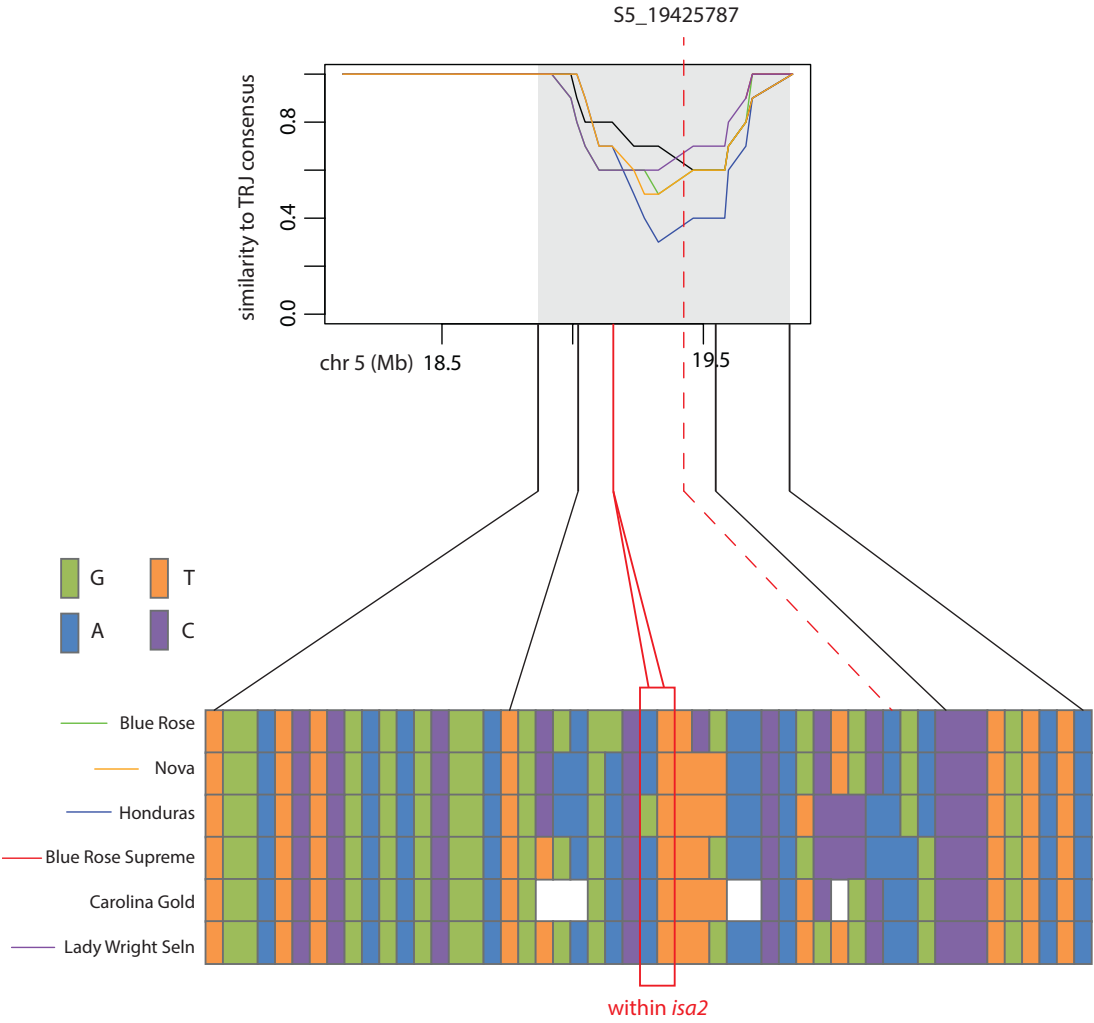 S5_19425787
similarity to TRJ consensus
0.8
0.4
0.0
chr 5 (Mb) 18.5 19.5
G T
A C
Blue Rose
Nova
Honduras
Blue Rose Supreme
Carolina Gold
Lady Wright Seln
within isa2